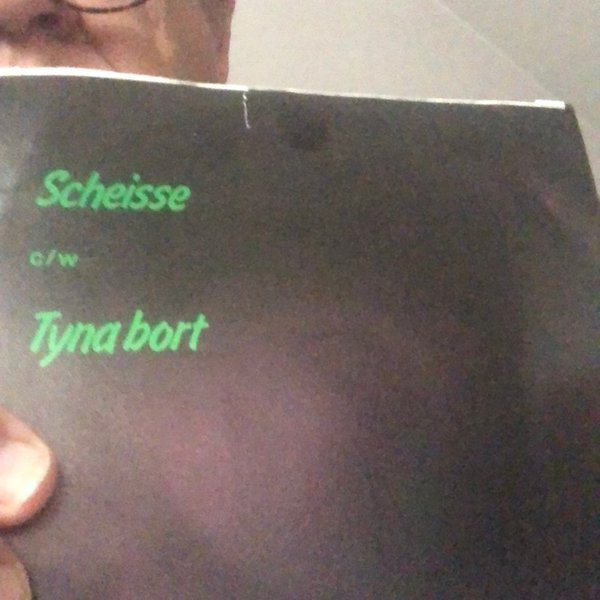 Scheisse
c/w
Tyna bort